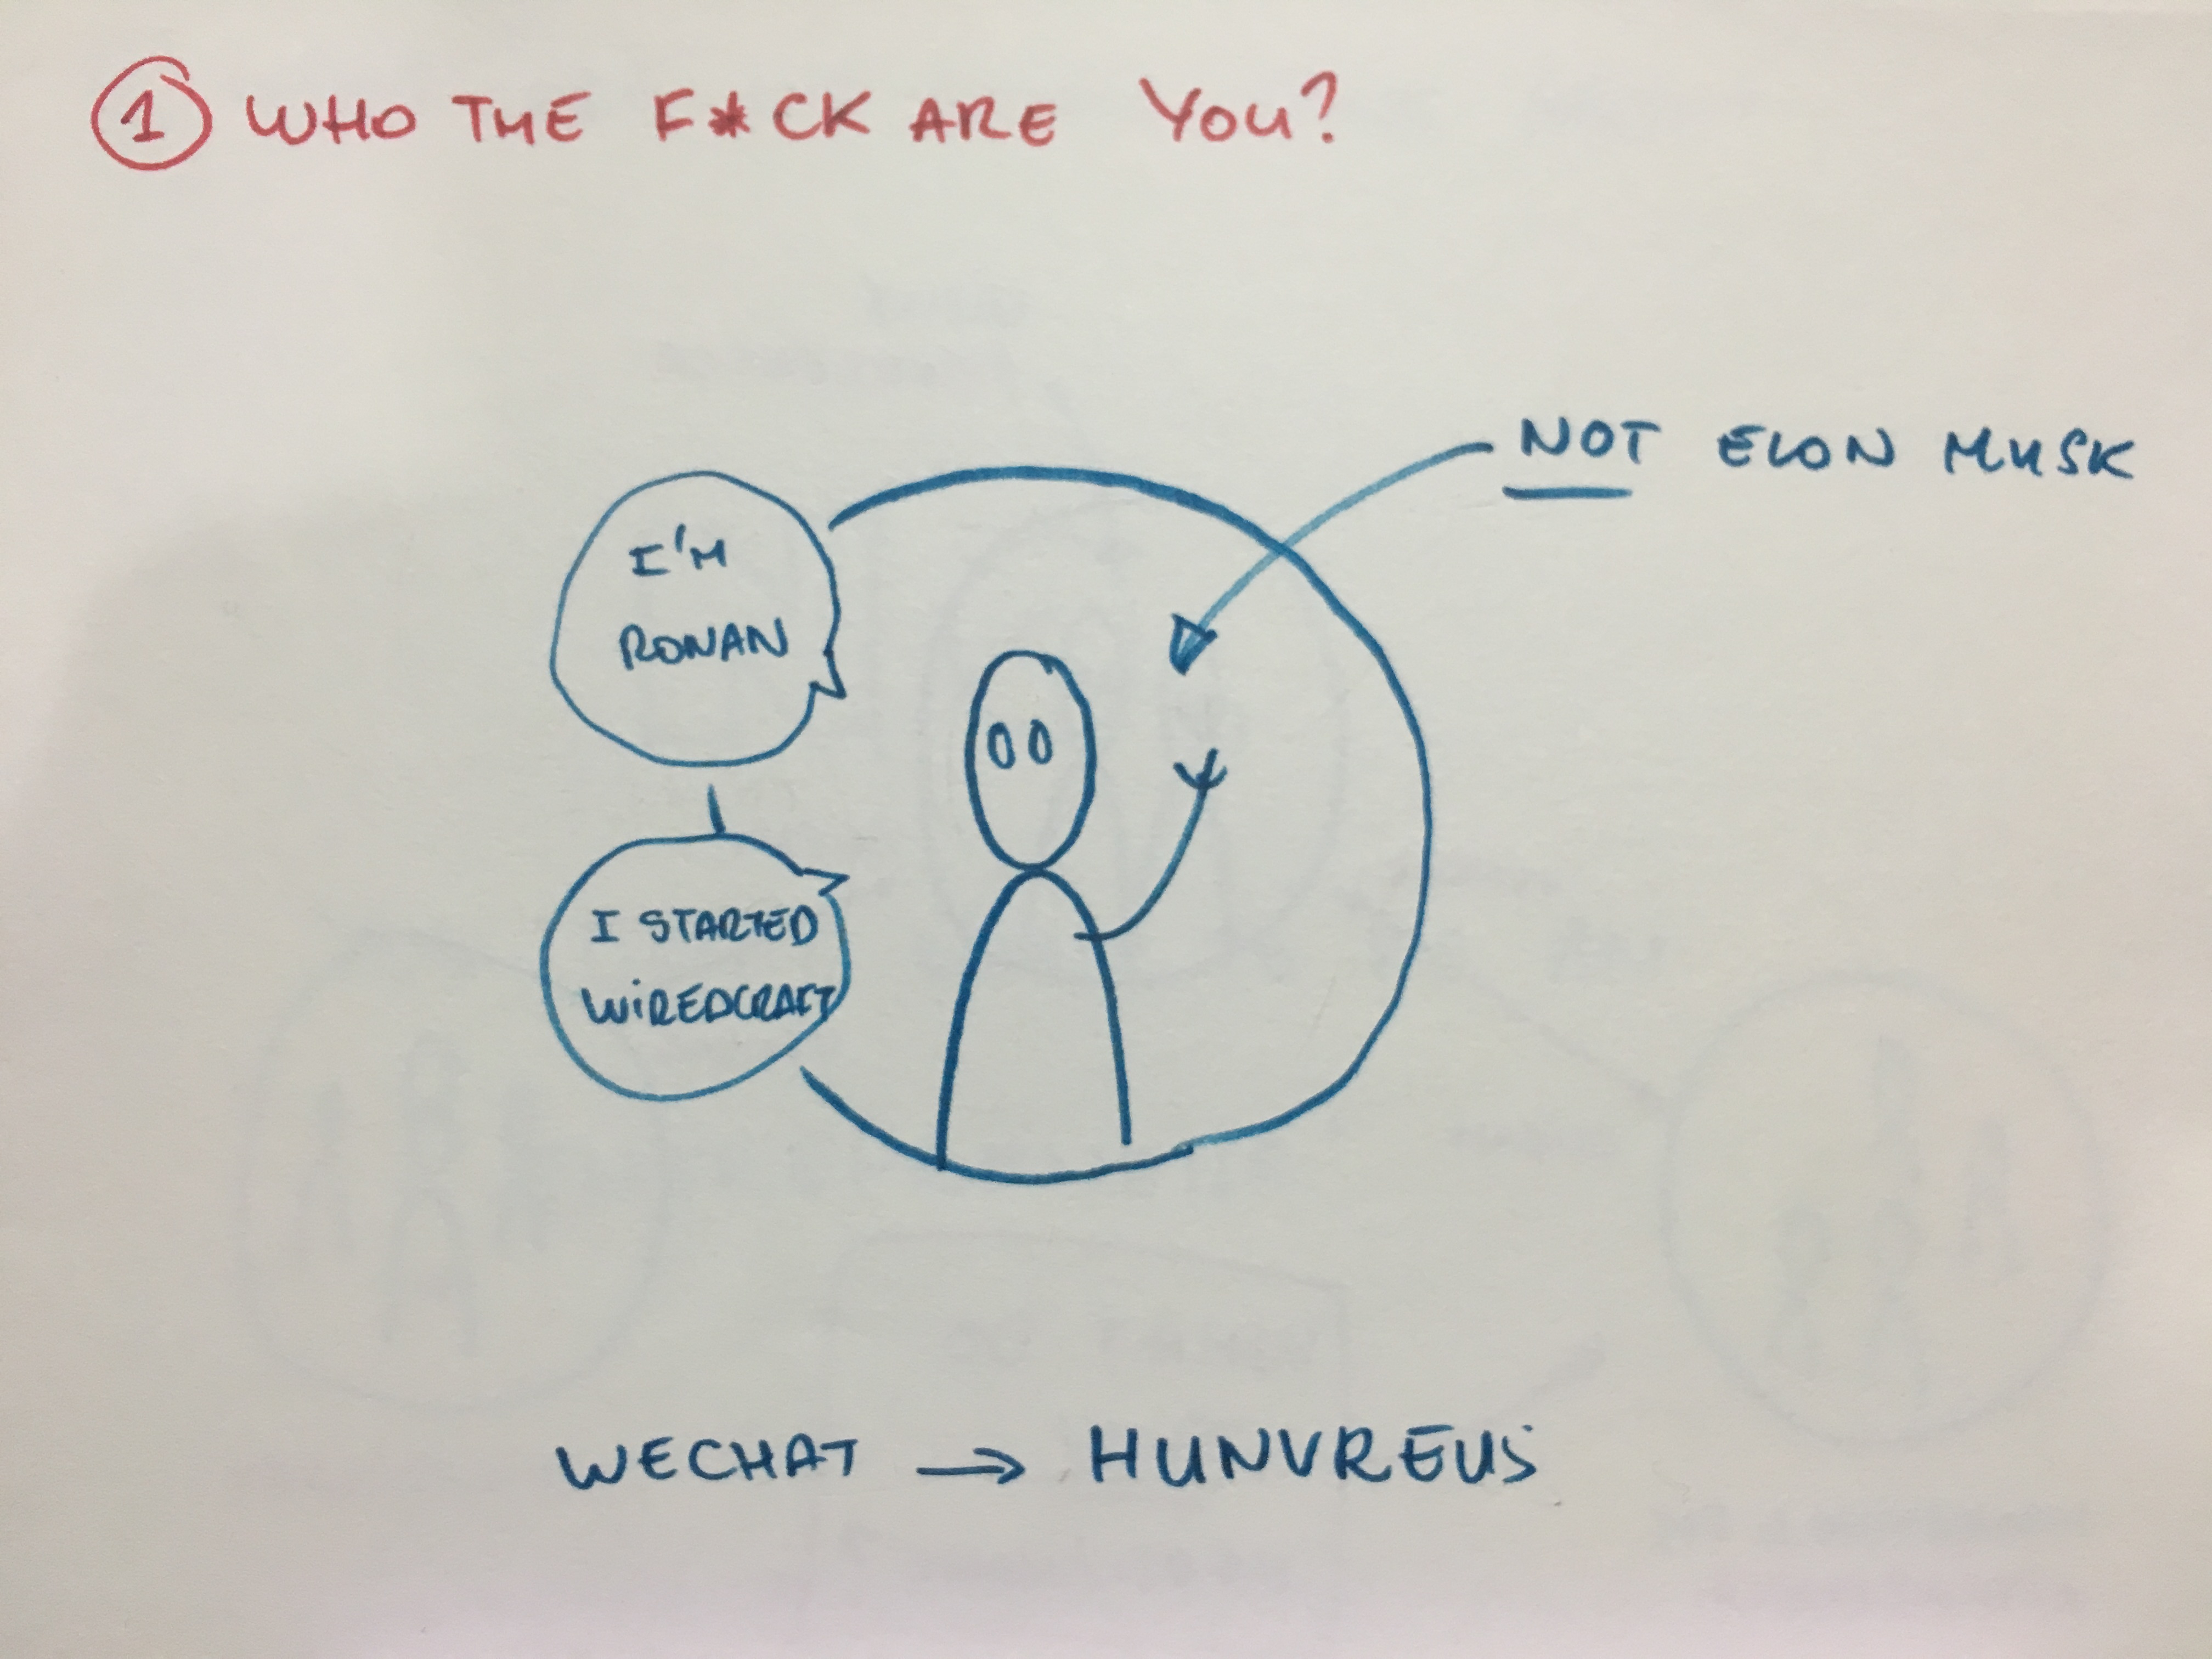 1 WHO THE F*CK ARE YOU?
NOT ELON MUSK
I'M
RONAN
I STARTED
WIREDCRAFT
WECHAT → HUNVREUS